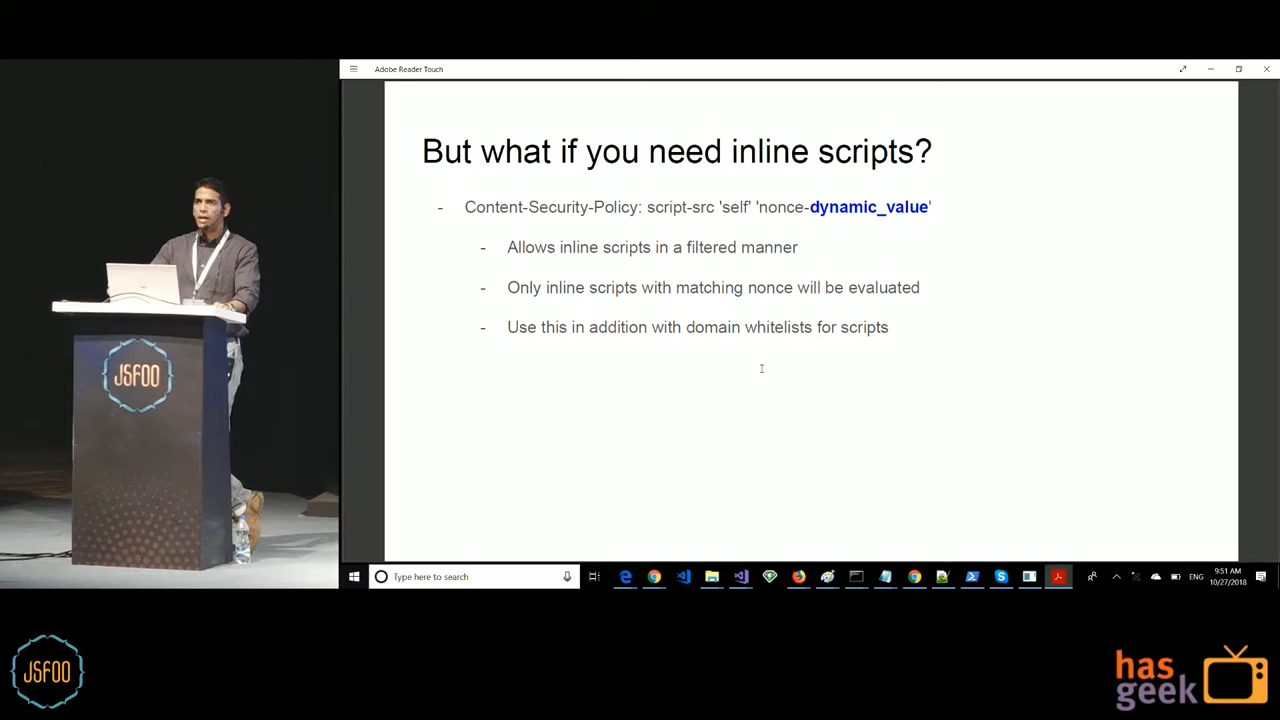 Adobe Reader Touch
But what if you need inline scripts?
- Content-Security-Policy: script-src 'self' 'nonce-dynamic_value'
- Allows inline scripts in a filtered manner
- Only inline scripts with matching nonce will be evaluated
- Use this in addition with domain whitelists for scripts
JSFOO
Type here to search
ENG
9:51 AM
10/27/2018
JSFOO
has
geek